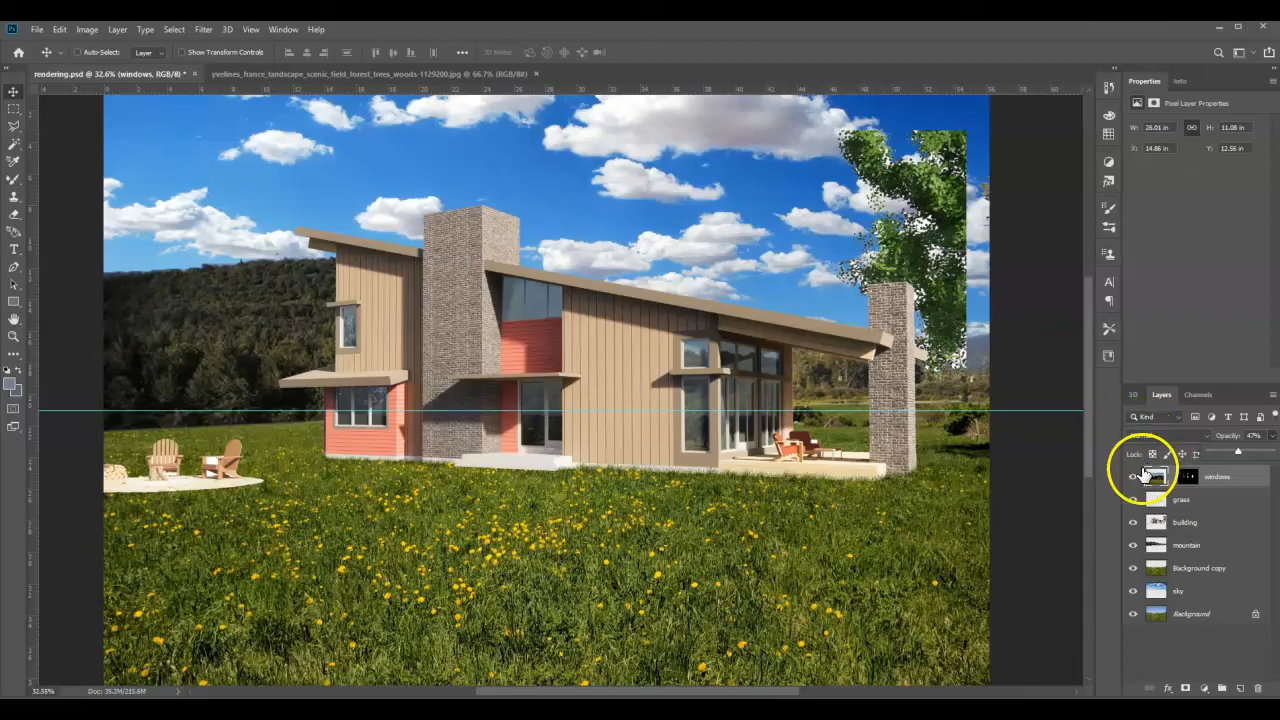 File Edit Image Layer Type Select Filter 3D View Window Help
Auto-Select: Layer Show Transform Controls 3D Mode:
rendering.psd @ 32.6% (windows, RGB/8) * yvelines_france_landscape_scenic_field_forest_trees_woods-1129200.jpg @ 66.7% (RGB/8#)
Properties Info
Pixel Layer Properties
W: 28.01 in H: 11.08 in
X: 14.86 in Y: 12.56 in
3D Layers Channels
Kind
Opacity: 47%
Lock:
windows
grass
building
mountain
Background copy
sky
Background
32.55% Doc: 35.2M/215.6M